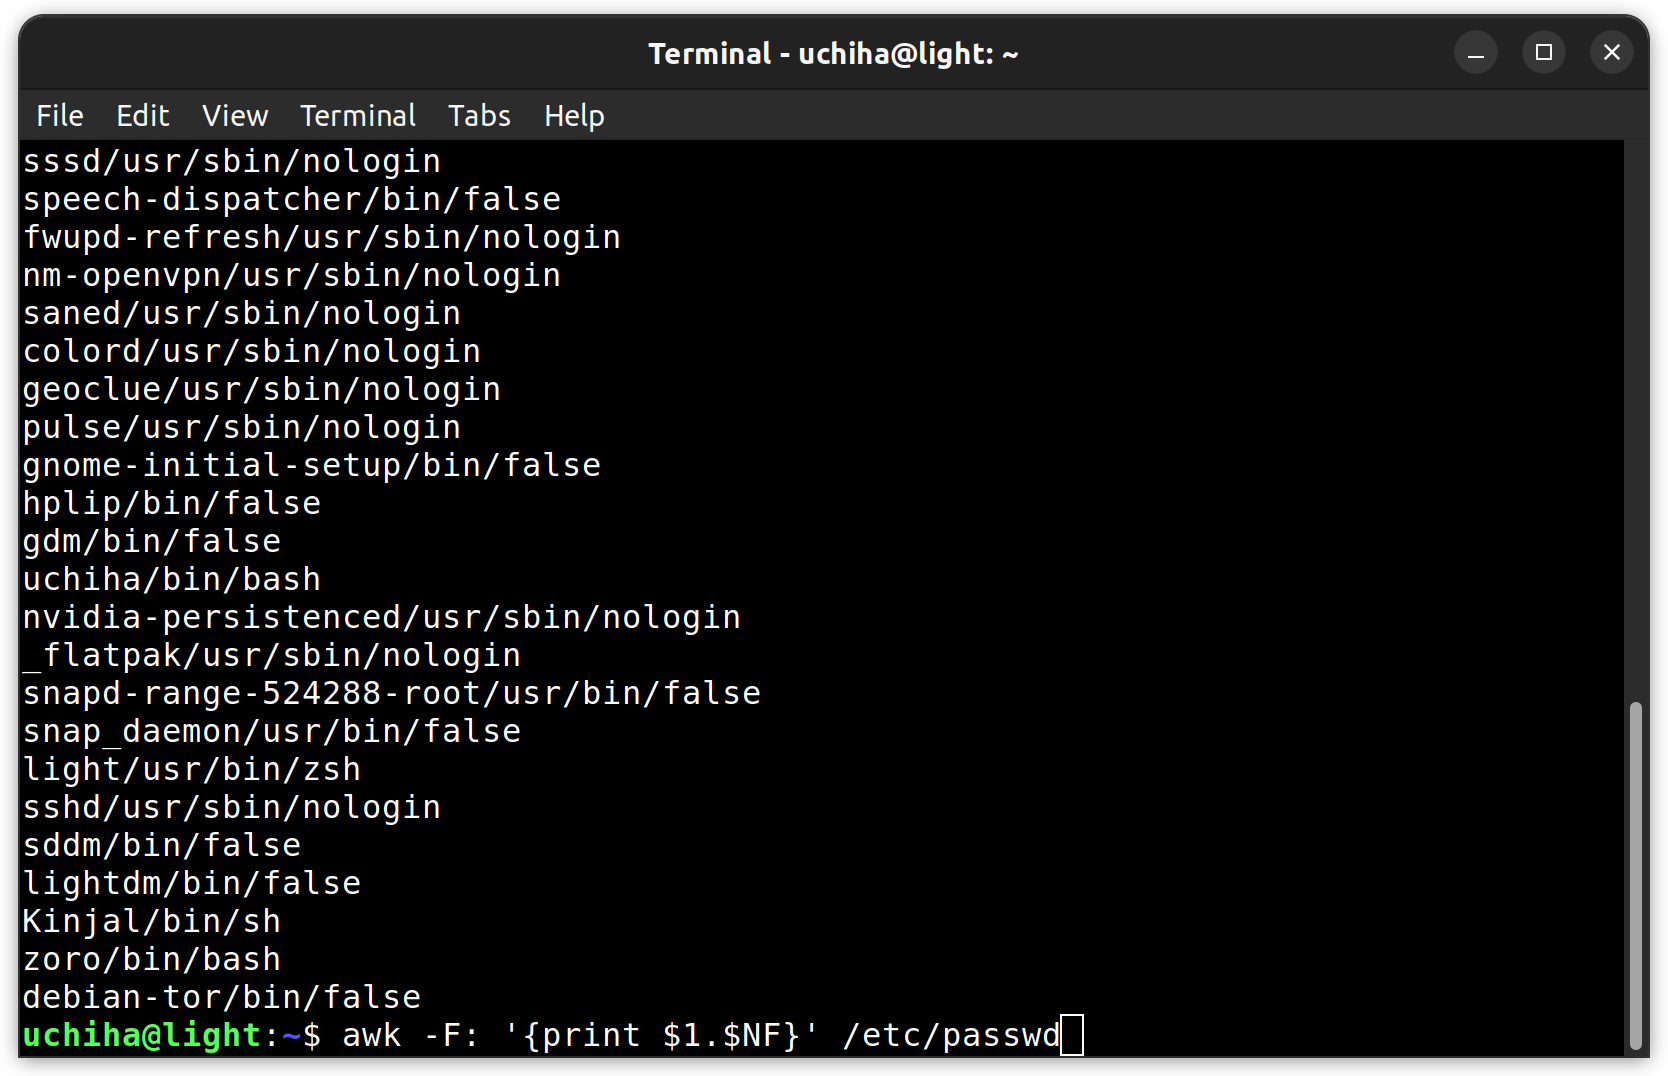 Terminal - uchiha@light: ~
File Edit View Terminal Tabs Help
sssd/usr/sbin/nologin
speech-dispatcher/bin/false
fwupd-refresh/usr/sbin/nologin
nm-openvpn/usr/sbin/nologin
saned/usr/sbin/nologin
colord/usr/sbin/nologin
geoclue/usr/sbin/nologin
pulse/usr/sbin/nologin
gnome-initial-setup/bin/false
hplip/bin/false
gdm/bin/false
uchiha/bin/bash
nvidia-persistenced/usr/sbin/nologin
_flatpak/usr/sbin/nologin
snapd-range-524288-root/usr/bin/false
snap_daemon/usr/bin/false
light/usr/bin/zsh
sshd/usr/sbin/nologin
sddm/bin/false
lightdm/bin/false
Kinjal/bin/sh
zoro/bin/bash
debian-tor/bin/false
uchiha@light:~$ awk -F: '{print $1.$NF}' /etc/passwd